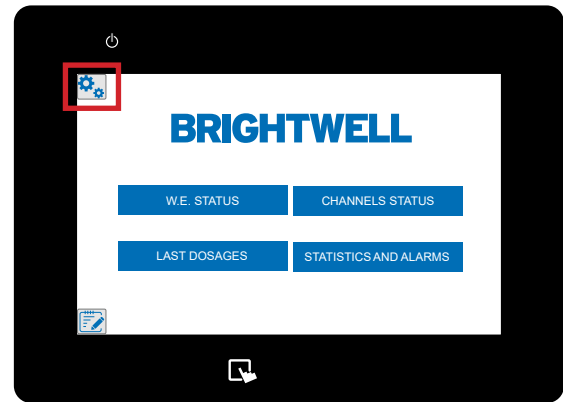 BRIGHTWELL
W.E. STATUS
CHANNELS STATUS
LAST DOSAGES
STATISTICS AND ALARMS